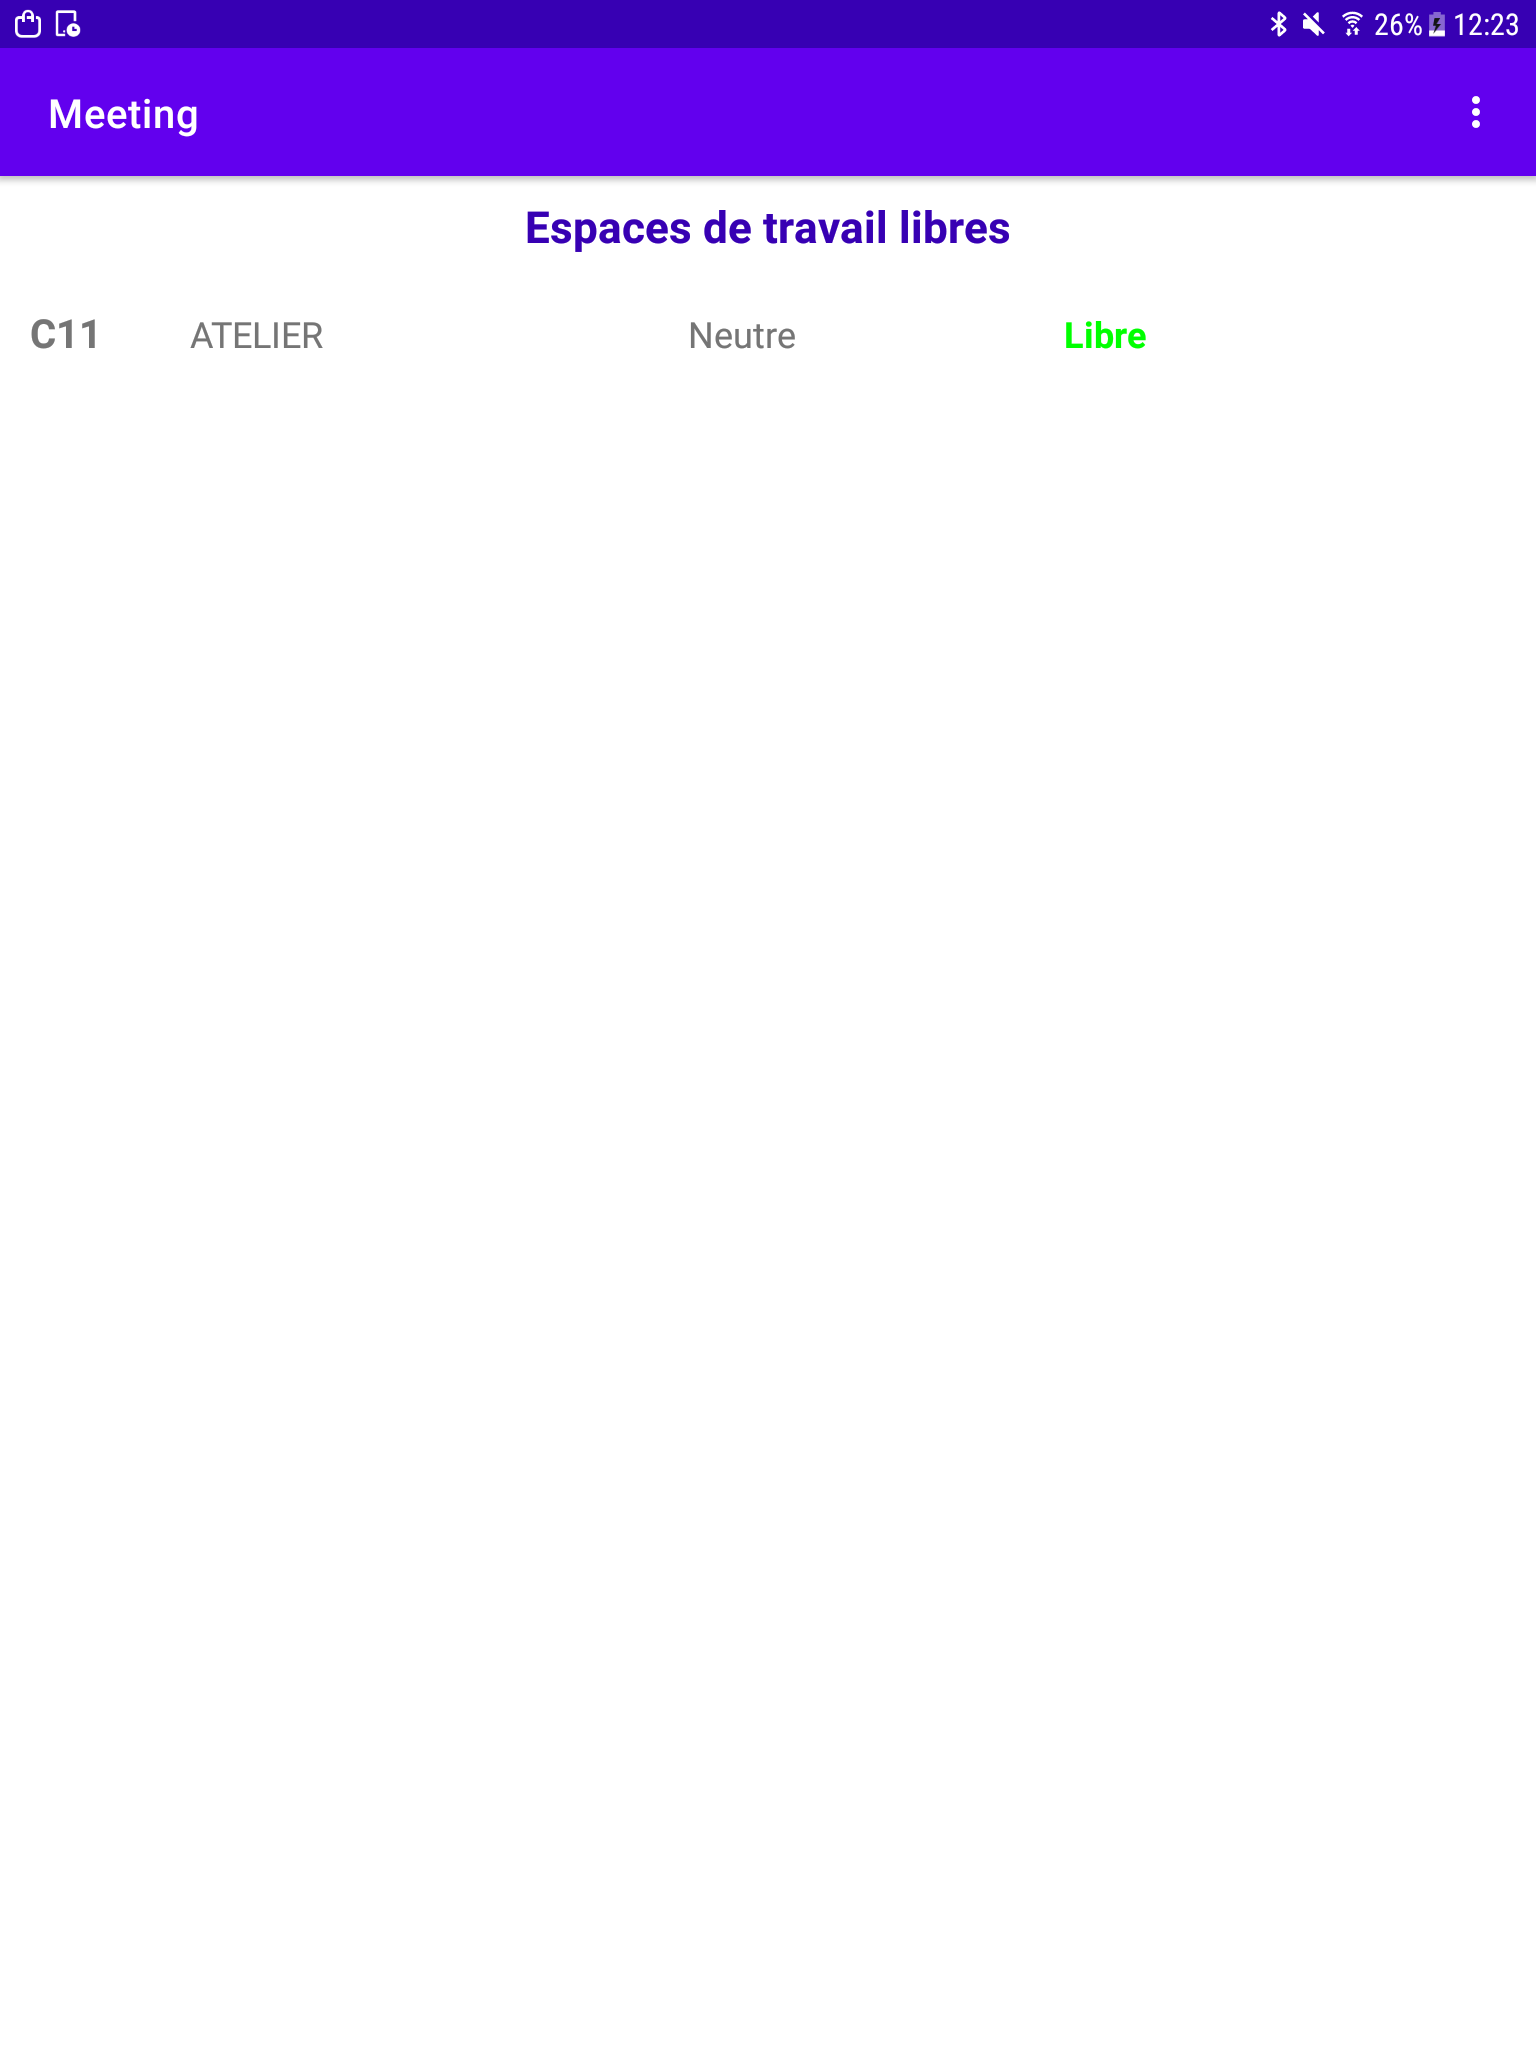 26% 12:23
Meeting
Espaces de travail libres
C11 ATELIER Neutre Libre